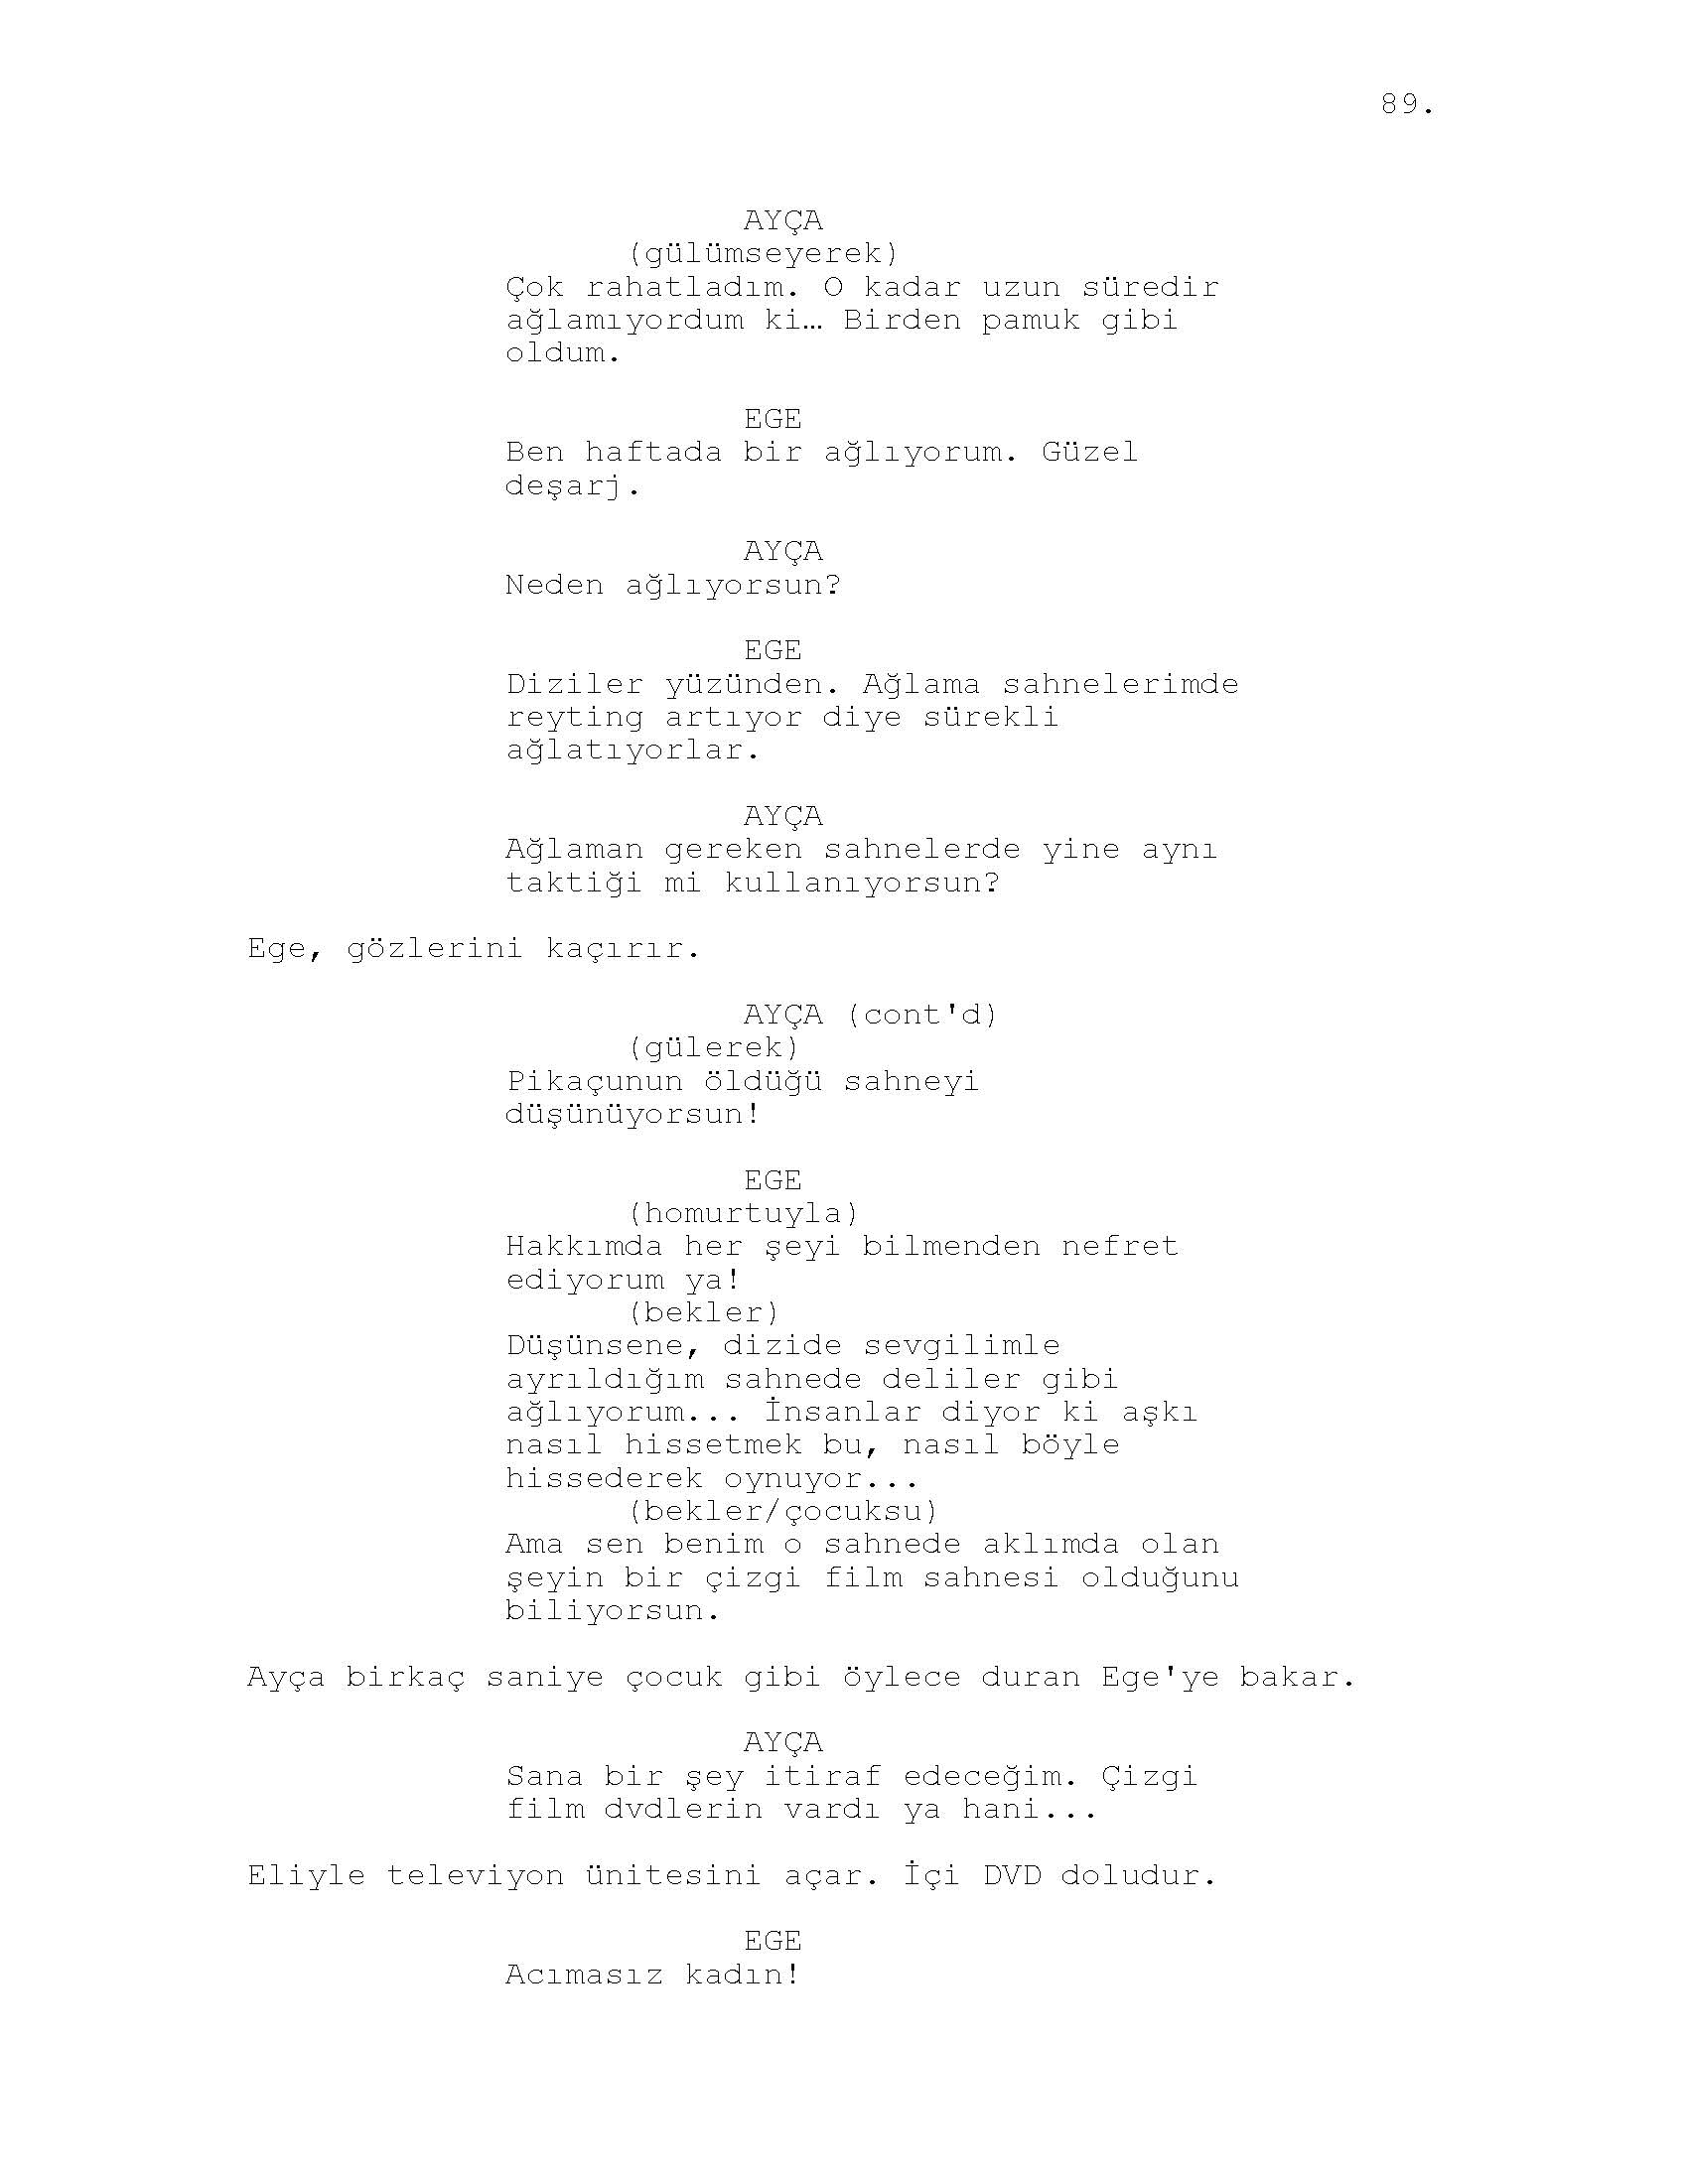 89.
AYÇA
(gülümseyerek)
Çok rahatladım. O kadar uzun süredir
ağlamıyordum ki… Birden pamuk gibi
oldum.
EGE
Ben haftada bir ağlıyorum. Güzel
deşarj.
AYÇA
Neden ağlıyorsun?
EGE
Diziler yüzünden. Ağlama sahnelerimde
reyting artıyor diye sürekli
ağlatıyorlar.
AYÇA
Ağlaman gereken sahnelerde yine aynı
taktiği mi kullanıyorsun?
Ege, gözlerini kaçırır.
AYÇA (cont'd)
(gülerek)
Pikaçunun öldüğü sahneyi
düşünüyorsun!
EGE
(homurtuyla)
Hakkımda her şeyi bilmenden nefret
ediyorum ya!
(bekler)
Düşünsene, dizide sevgilimle
ayrıldığım sahnede deliler gibi
ağlıyorum... İnsanlar diyor ki aşkı
nasıl hissetmek bu, nasıl böyle
hissederek oynuyor...
(bekler/çocuksu)
Ama sen benim o sahnede aklımda olan
şeyin bir çizgi film sahnesi olduğunu
biliyorsun.
Ayça birkaç saniye çocuk gibi öylece duran Ege'ye bakar.
AYÇA
Sana bir şey itiraf edeceğim. Çizgi
film dvdlerin vardı ya hani...
Eliyle televiyon ünitesini açar. İçi DVD doludur.
EGE
Acımasız kadın!